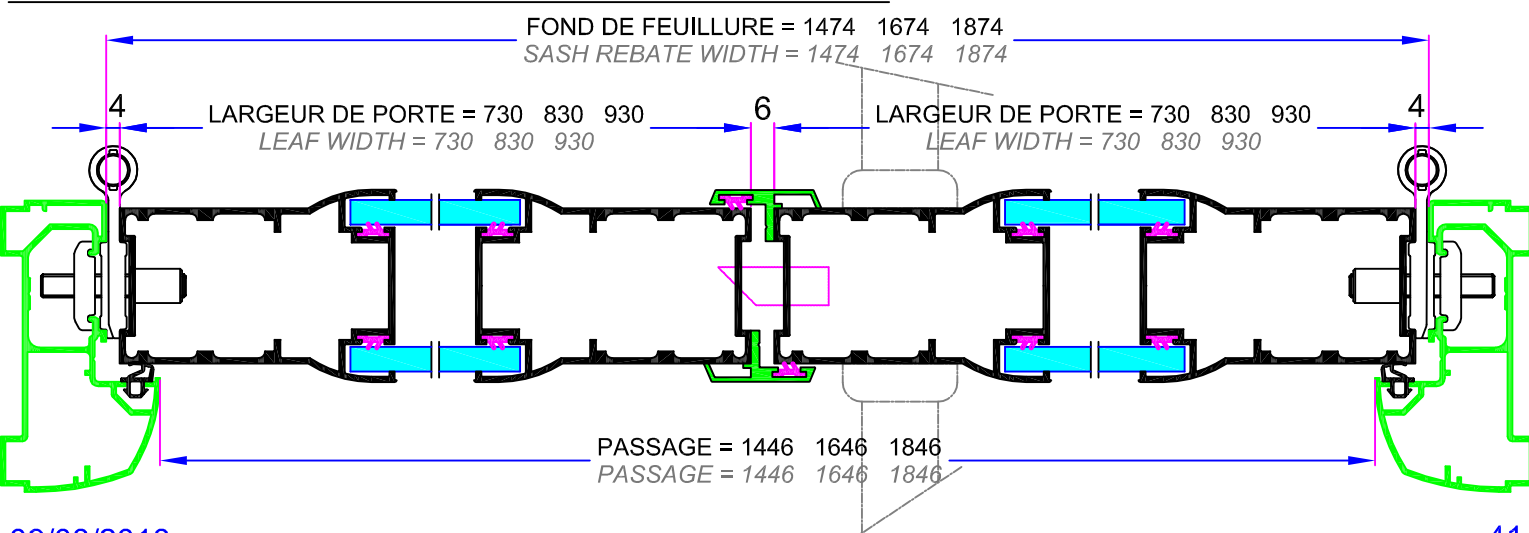 FOND DE FEUILLURE = 1474 1674 1874
SASH REBATE WIDTH = 1474 1674 1874
4
LARGEUR DE PORTE = 730 830 930
LEAF WIDTH = 730 830 930
6
LARGEUR DE PORTE = 730 830 930
LEAF WIDTH = 730 830 930
4
PASSAGE = 1446 1646 1846
PASSAGE = 1446 1646 1846
41